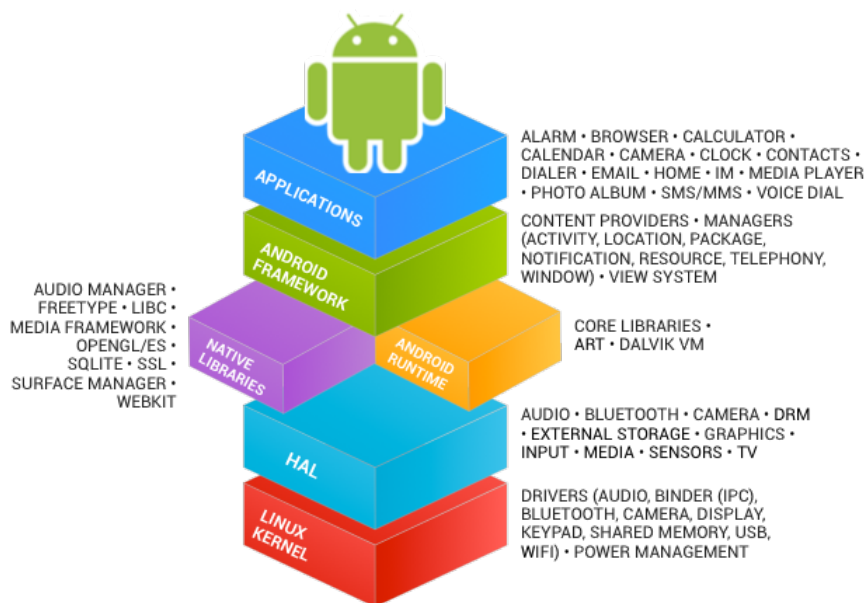 ALARM • BROWSER • CALCULATOR •
CALENDAR • CAMERA • CLOCK • CONTACTS •
DIALER • EMAIL • HOME • IM • MEDIA PLAYER
• PHOTO ALBUM • SMS/MMS • VOICE DIAL
APPLICATIONS
CONTENT PROVIDERS • MANAGERS
(ACTIVITY, LOCATION, PACKAGE,
NOTIFICATION, RESOURCE, TELEPHONY,
WINDOW) • VIEW SYSTEM
ANDROID
FRAMEWORK
AUDIO MANAGER •
FREETYPE • LIBC •
MEDIA FRAMEWORK •
OPENGL/ES •
SQLITE • SSL •
SURFACE MANAGER •
WEBKIT
NATIVE
LIBRARIES
ANDROID
RUNTIME
CORE LIBRARIES •
ART • DALVIK VM
HAL
AUDIO • BLUETOOTH • CAMERA • DRM
• EXTERNAL STORAGE • GRAPHICS •
INPUT • MEDIA • SENSORS • TV
LINUX
KERNEL
DRIVERS (AUDIO, BINDER (IPC),
BLUETOOTH, CAMERA, DISPLAY,
KEYPAD, SHARED MEMORY, USB,
WIFI) • POWER MANAGEMENT